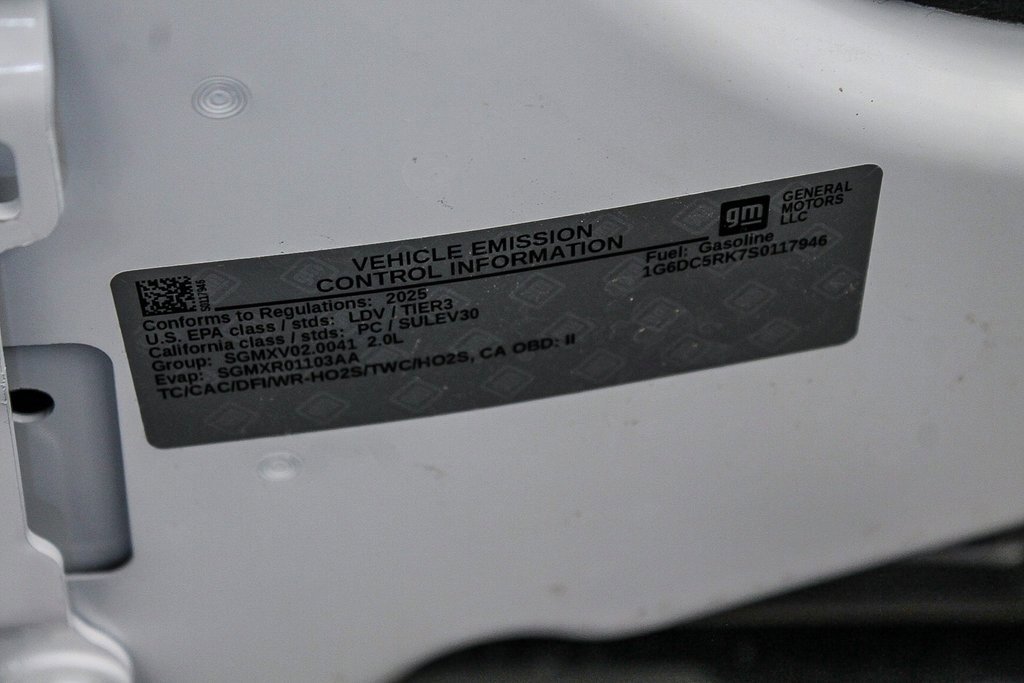 VEHICLE EMISSION
CONTROL INFORMATION
gm
GENERAL
MOTORS
LLC
S0117946
Fuel: Gasoline
1G6DC5RK7S0117946
Conforms to Regulations: 2025
U.S. EPA class / stds: LDV / TIER3
California class / stds: PC / SULEV30
Group: SGMXV02.0041 2.0L
Evap: SGMXR01103AA
TC/CAC/DFI/WR-HO2S/TWC/HO2S, CA OBD: II